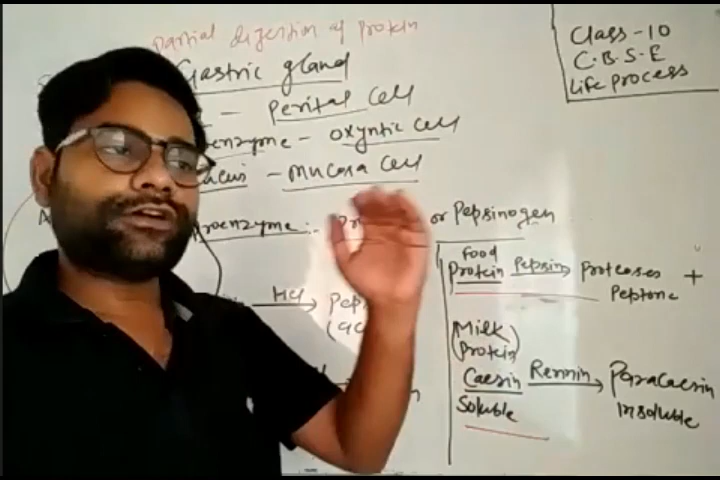 Partial digestion of Protein
Class-10
C.B.S.E
Life process
Gastric gland
- Perital cell
enzyme - oxyntic cell
- Mucosa cell
Proenzyme :-
or Pepsinogen
Food
Protein Pepsin Proteoses +
Peptone
HCl
(Milk
Protein)
Caesin Rennin Paracaesin
Soluble Insoluble